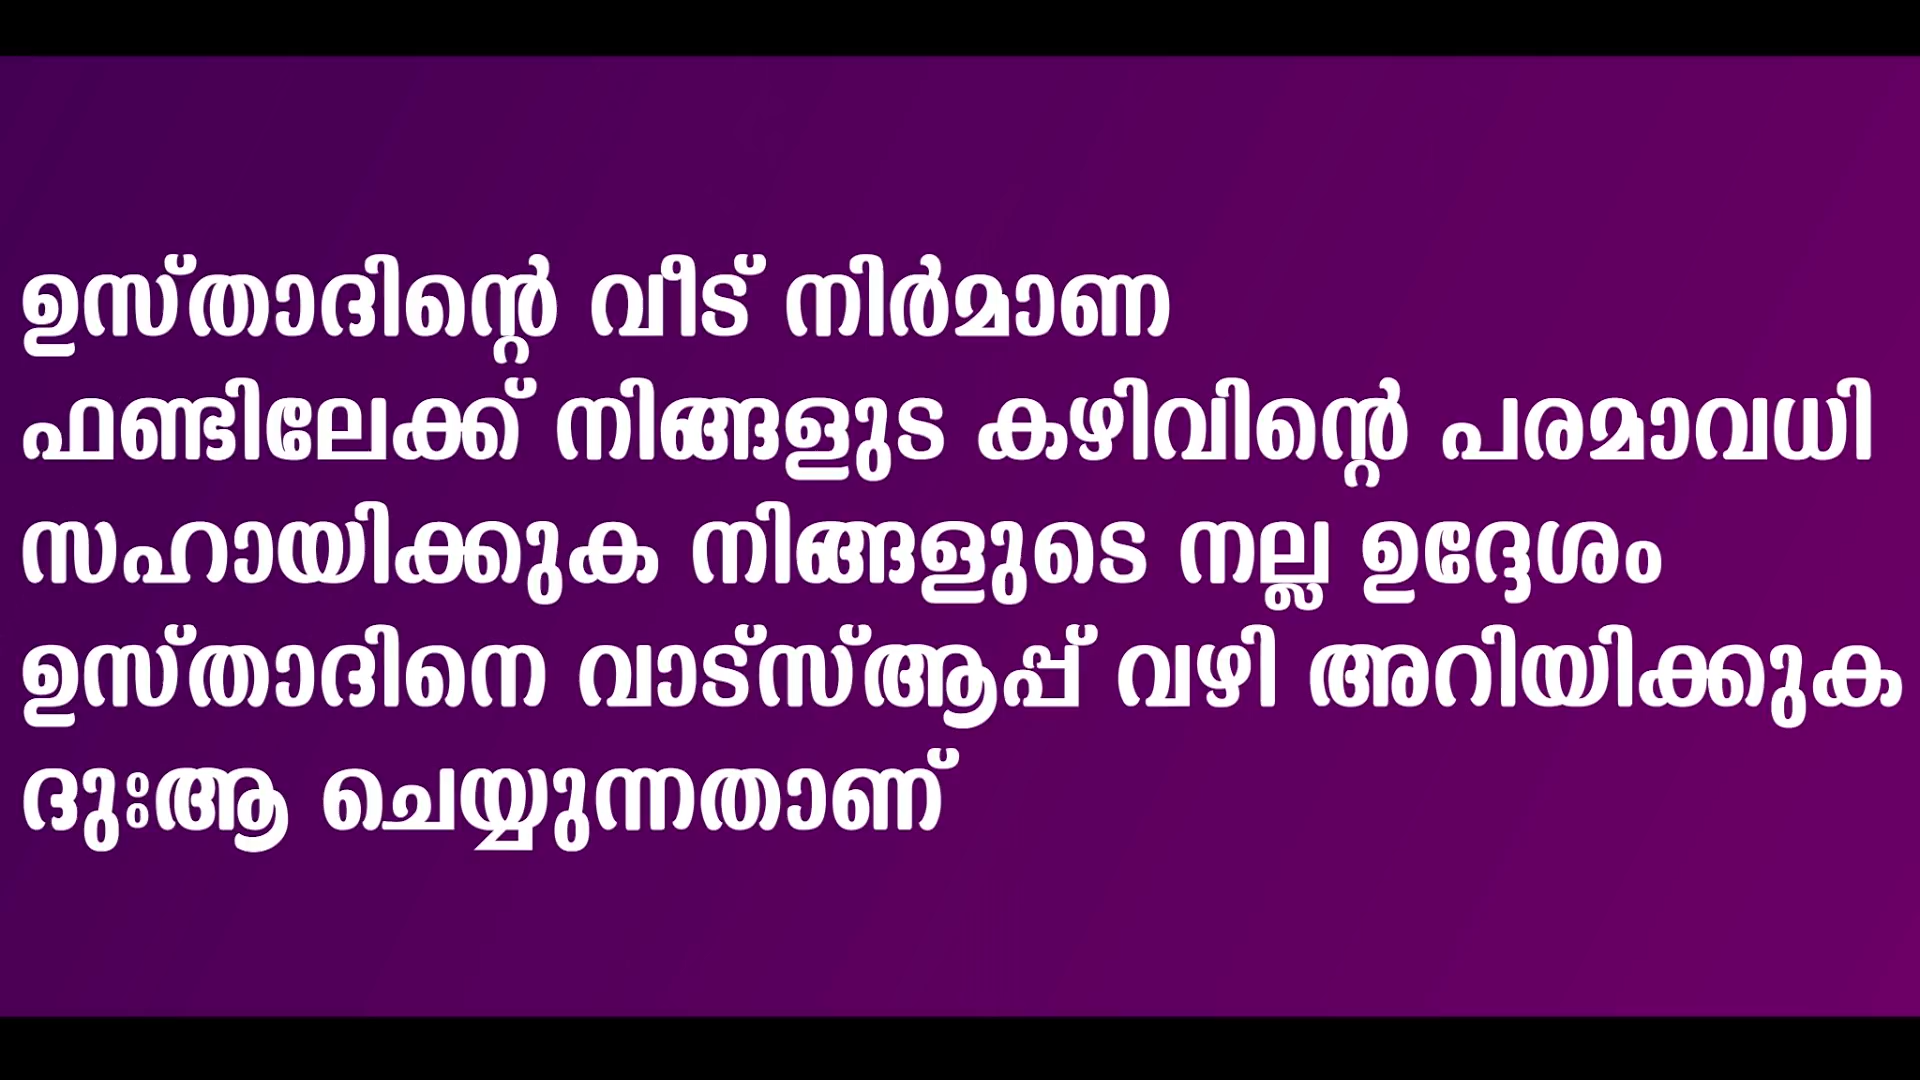 ഉസ്താദിന്റെ വീട് നിർമാണ
ഫണ്ടിലേക്ക് നിങ്ങളുട കഴിവിന്റെ പരമാവധി
സഹായിക്കുക നിങ്ങളുടെ നല്ല ഉദ്ദേശം
ഉസ്താദിനെ വാട്സ്ആപ്പ് വഴി അറിയിക്കുക
ദുഃആ ചെയ്യുന്നതാണ്